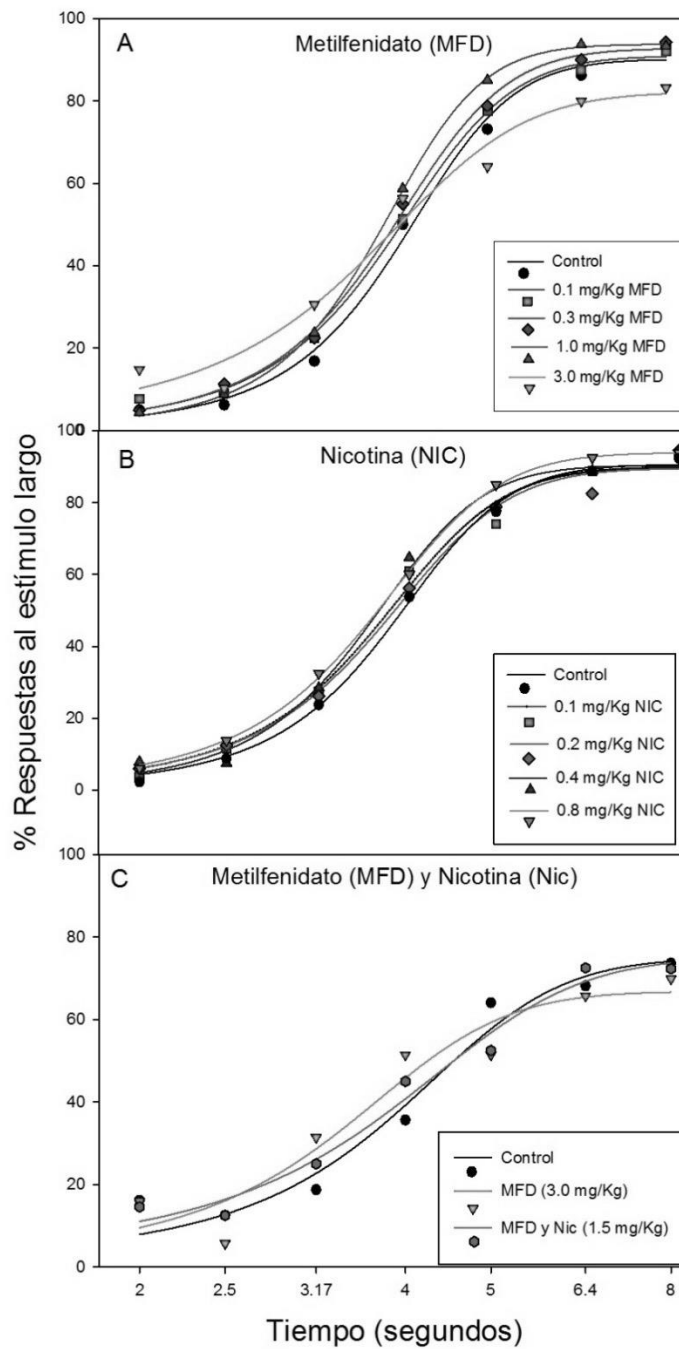 % Respuestas al estímulo largo
A
Metilfenidato (MFD)
100
80
60
40
20
0
Control
0.1 mg/Kg MFD
0.3 mg/Kg MFD
1.0 mg/Kg MFD
3.0 mg/Kg MFD
B
Nicotina (NIC)
100
80
60
40
20
0
Control
0.1 mg/Kg NIC
0.2 mg/Kg NIC
0.4 mg/Kg NIC
0.8 mg/Kg NIC
C
Metilfenidato (MFD) y Nicotina (Nic)
100
80
60
40
20
0
Control
MFD (3.0 mg/Kg)
MFD y Nic (1.5 mg/Kg)
2 2.5 3.17 4 5 6.4 8
Tiempo (segundos)